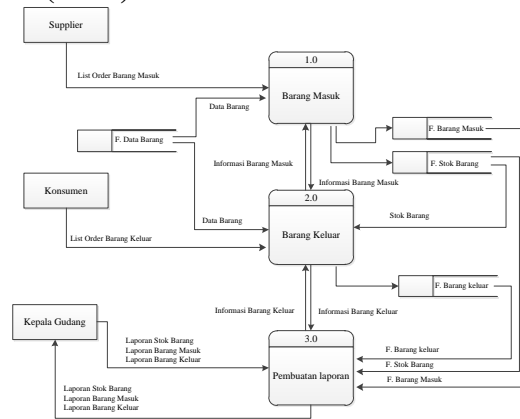 Supplier
1.0
List Order Barang Masuk
Barang Masuk
Data Barang
F. Barang Masuk
F. Data Barang
Informasi Barang Masuk
F. Stok Barang
Konsumen
Informasi Barang Masuk
2.0
Data Barang
Stok Barang
Barang Keluar
List Order Barang Keluar
F. Barang keluar
Informasi Barang Keluar
Informasi Barang Keluar
Kepala Gudang
3.0
Laporan Stok Barang
Laporan Barang Masuk
Laporan Barang Keluar
F. Barang keluar
F. Stok Barang
Pembuatan laporan
F. Barang Masuk
Laporan Stok Barang
Laporan Barang Masuk
Laporan Barang Keluar